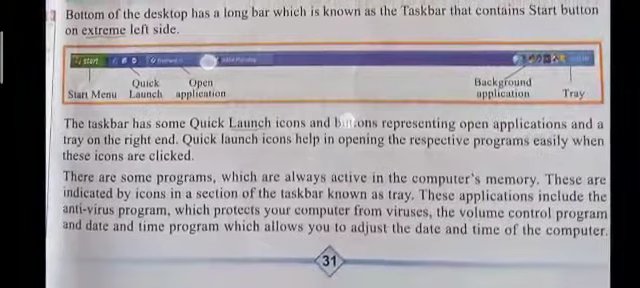 Bottom of the desktop has a long bar which is known as the Taskbar that contains Start button
on extreme left side.
start
Start Menu
Quick Launch
Open application
Background application
Tray
The taskbar has some Quick Launch icons and buttons representing open applications and a
tray on the right end. Quick launch icons help in opening the respective programs easily when
these icons are clicked.
There are some programs, which are always active in the computer's memory. These are
indicated by icons in a section of the taskbar known as tray. These applications include the
anti-virus program, which protects your computer from viruses, the volume control program
and date and time program which allows you to adjust the date and time of the computer.
31